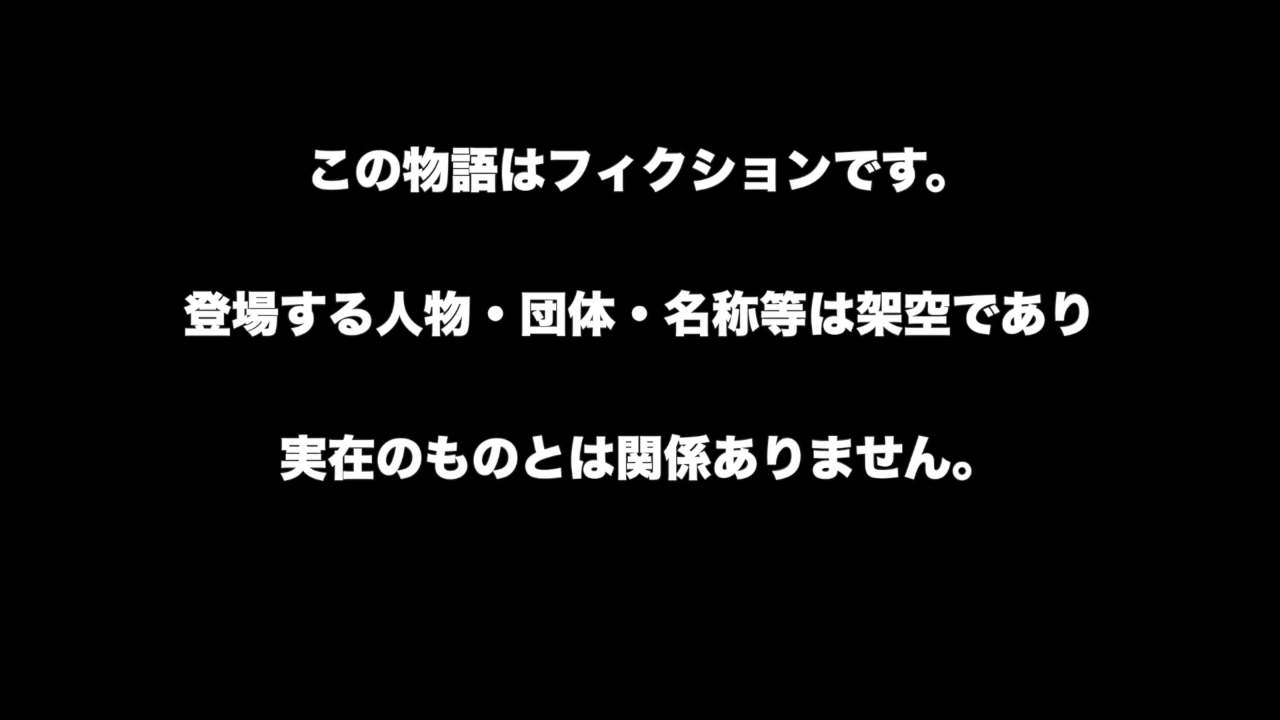 この物語はフィクションです。
登場する人物・団体・名称等は架空であり
実在のものとは関係ありません。